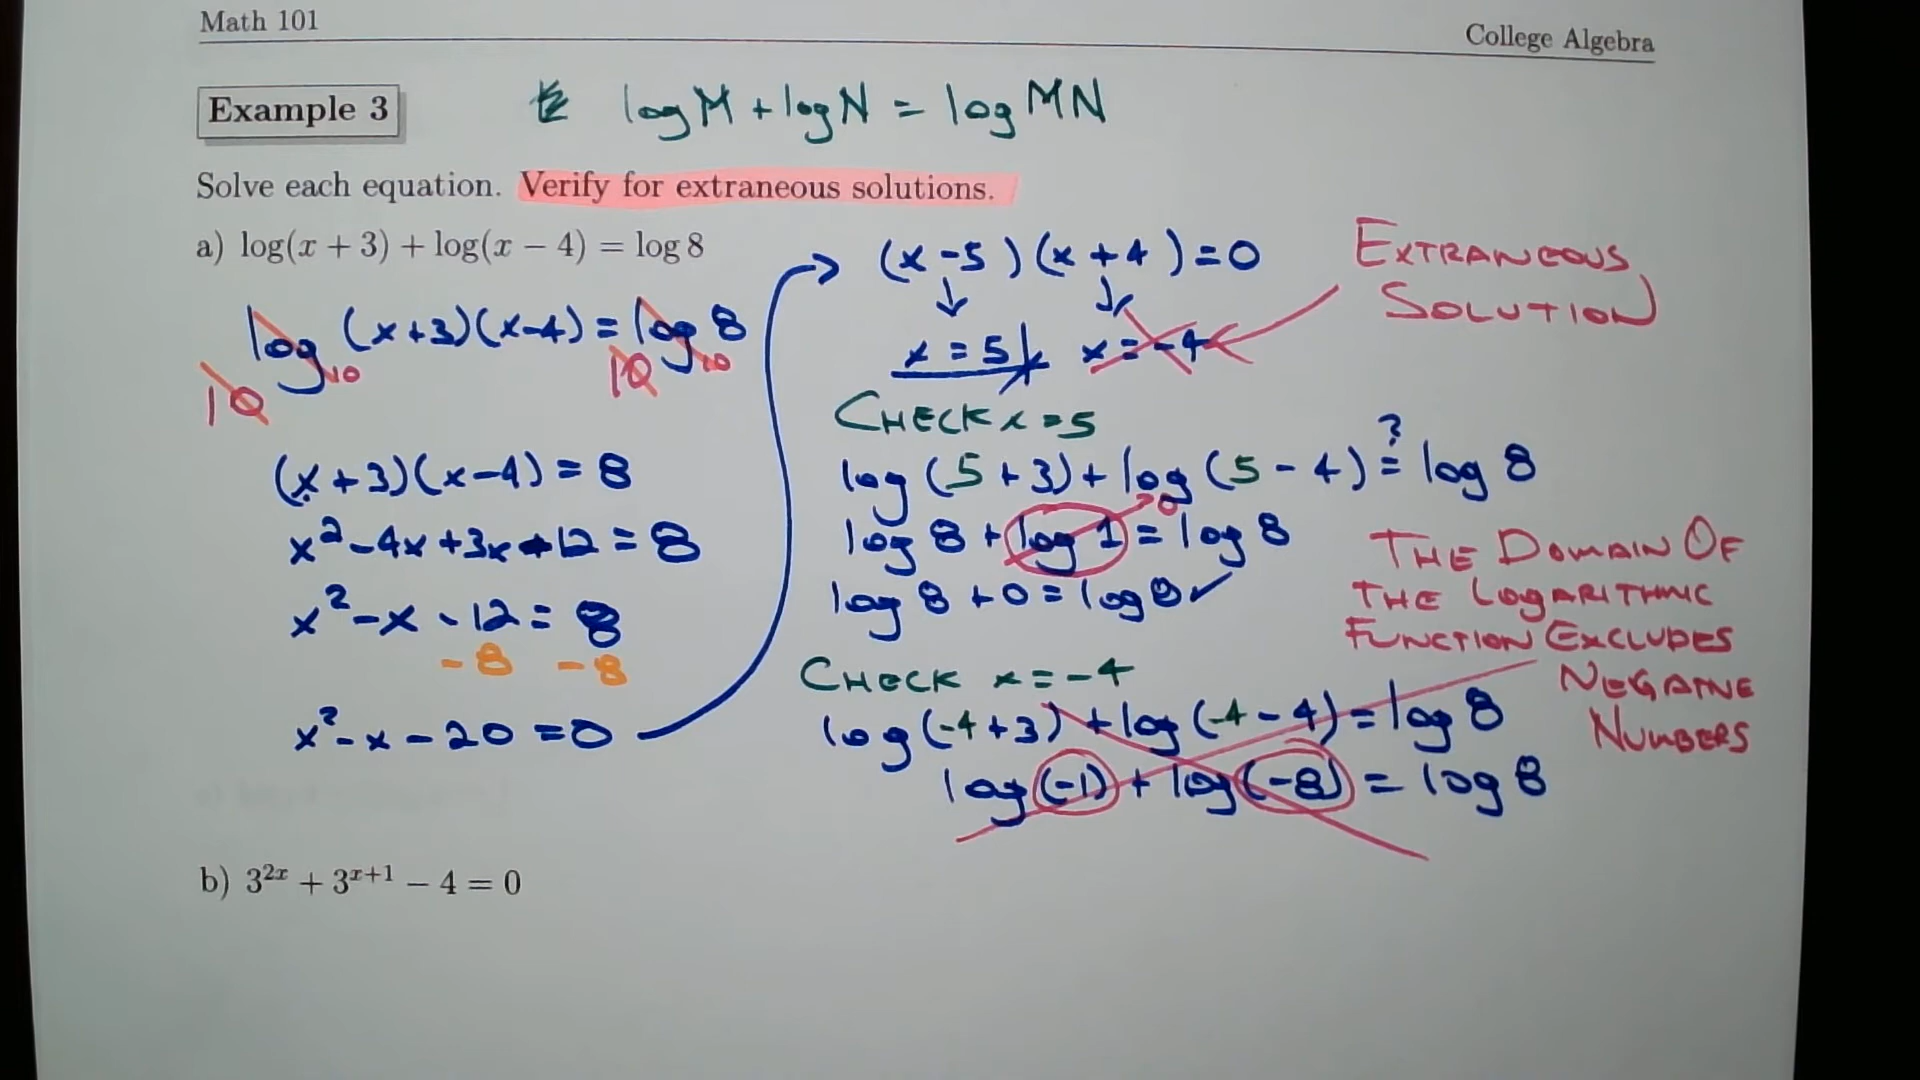 Math 101
College Algebra
Example 3
log M + log N = log MN
Solve each equation. Verify for extraneous solutions.
a) log(x + 3) + log(x − 4) = log 8
log (x+3)(x-4) = log 8
10 10 10 10
(x+3)(x-4) = 8
x² - 4x + 3x - 12 = 8
x² - x - 12 = 8
-8 -8
x² - x - 20 = 0
(x-5)(x+4) = 0
x = 5 x = -4
EXTRANEOUS
SOLUTION
CHECK x = 5
log (5+3) + log (5-4) ?= log 8
0
log 8 + log 1 = log 8
log 8 + 0 = log 8 ✓
THE DOMAIN OF
THE LOGARITHMIC
FUNCTION EXCLUDES
NEGATIVE
NUMBERS
CHECK x = -4
log (-4+3) + log (-4-4) = log 8
log (-1) + log (-8) = log 8
b) 3²ˣ + 3ˣ⁺¹ − 4 = 0